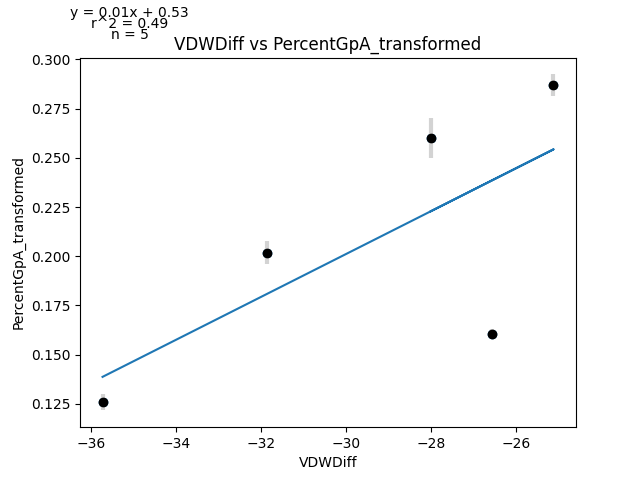 y = 0.01x + 0.53
r^2 = 0.49
n = 5
VDWDiff vs PercentGpA_transformed
0.300
0.275
0.250
0.225
0.200
0.175
0.150
0.125
PercentGpA_transformed
−36
−34
−32
−30
−28
−26
VDWDiff